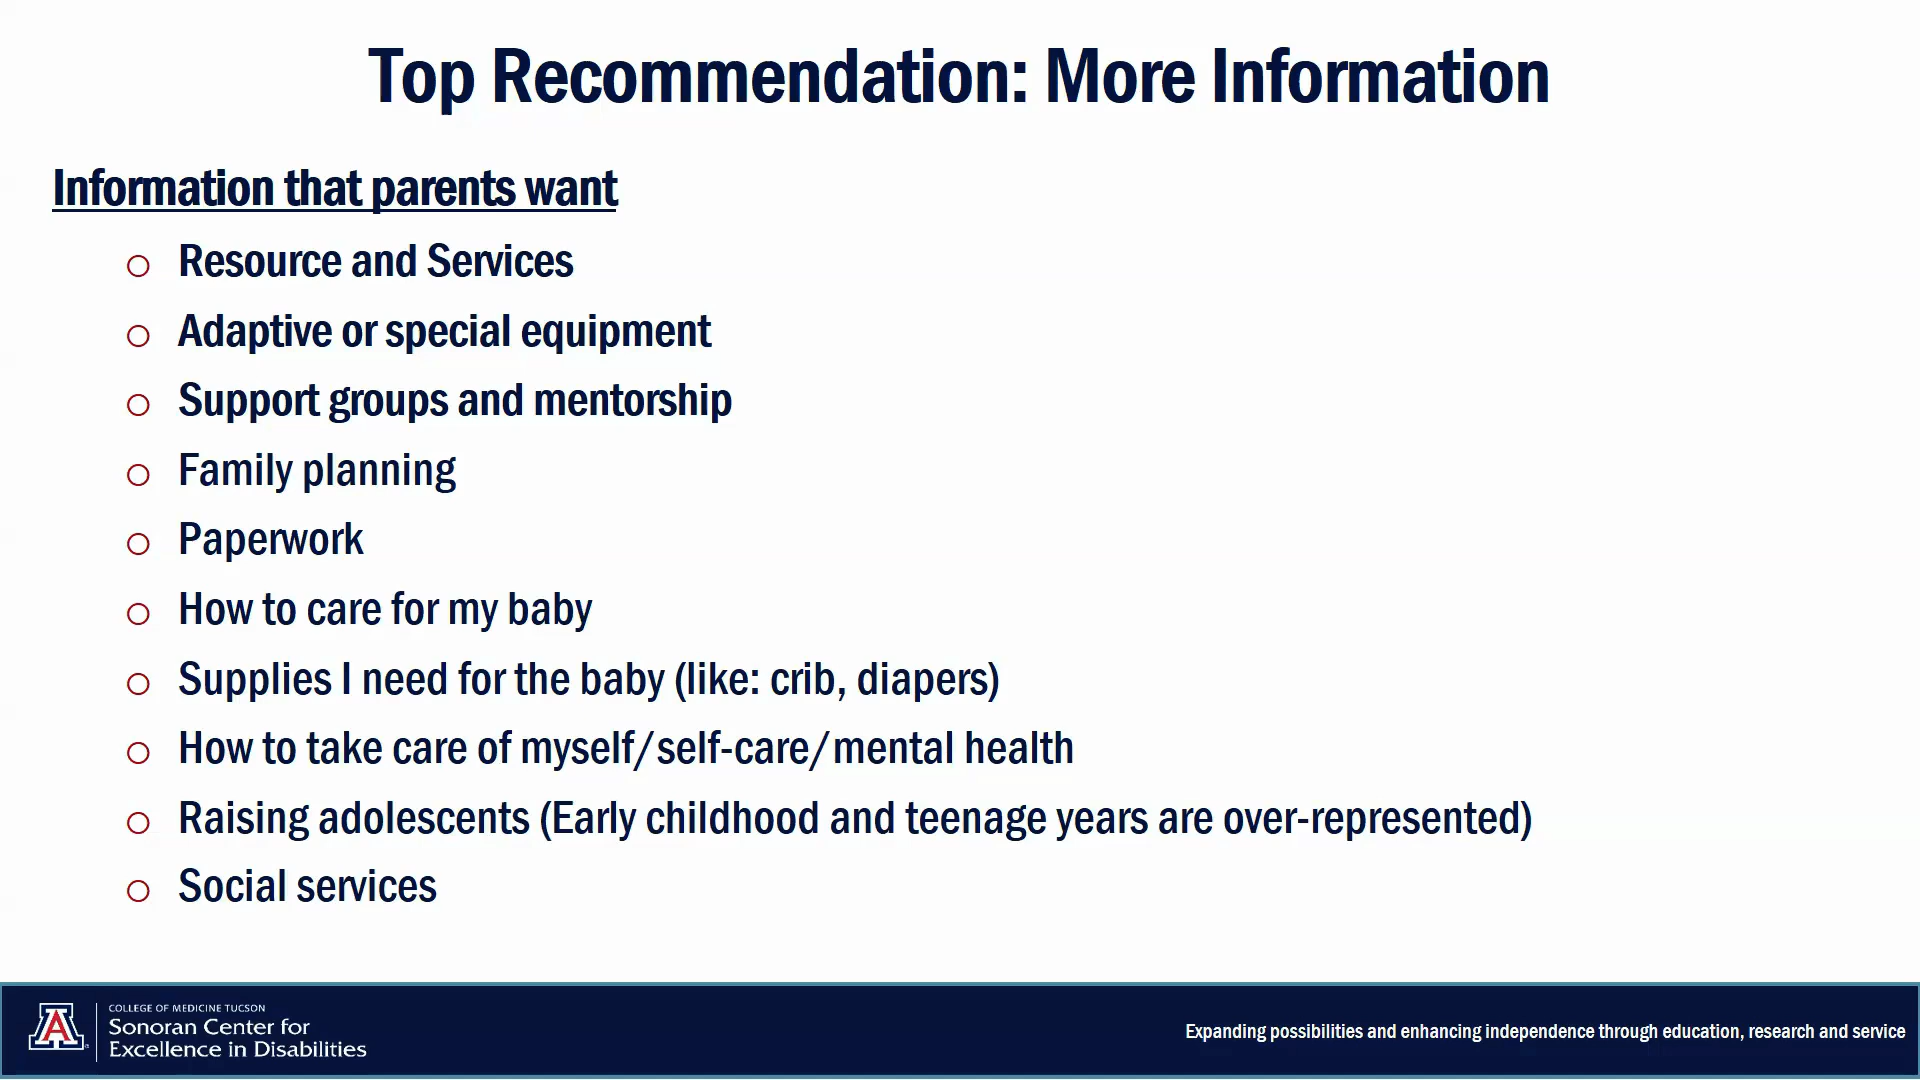 Top Recommendation: More Information
Information that parents want
Resource and Services
Adaptive or special equipment
Support groups and mentorship
Family planning
Paperwork
How to care for my baby
Supplies I need for the baby (like: crib, diapers)
How to take care of myself/self-care/mental health
Raising adolescents (Early childhood and teenage years are over-represented)
Social services
A
COLLEGE OF MEDICINE TUCSON
Sonoran Center for
Excellence in Disabilities
Expanding possibilities and enhancing independence through education, research and service